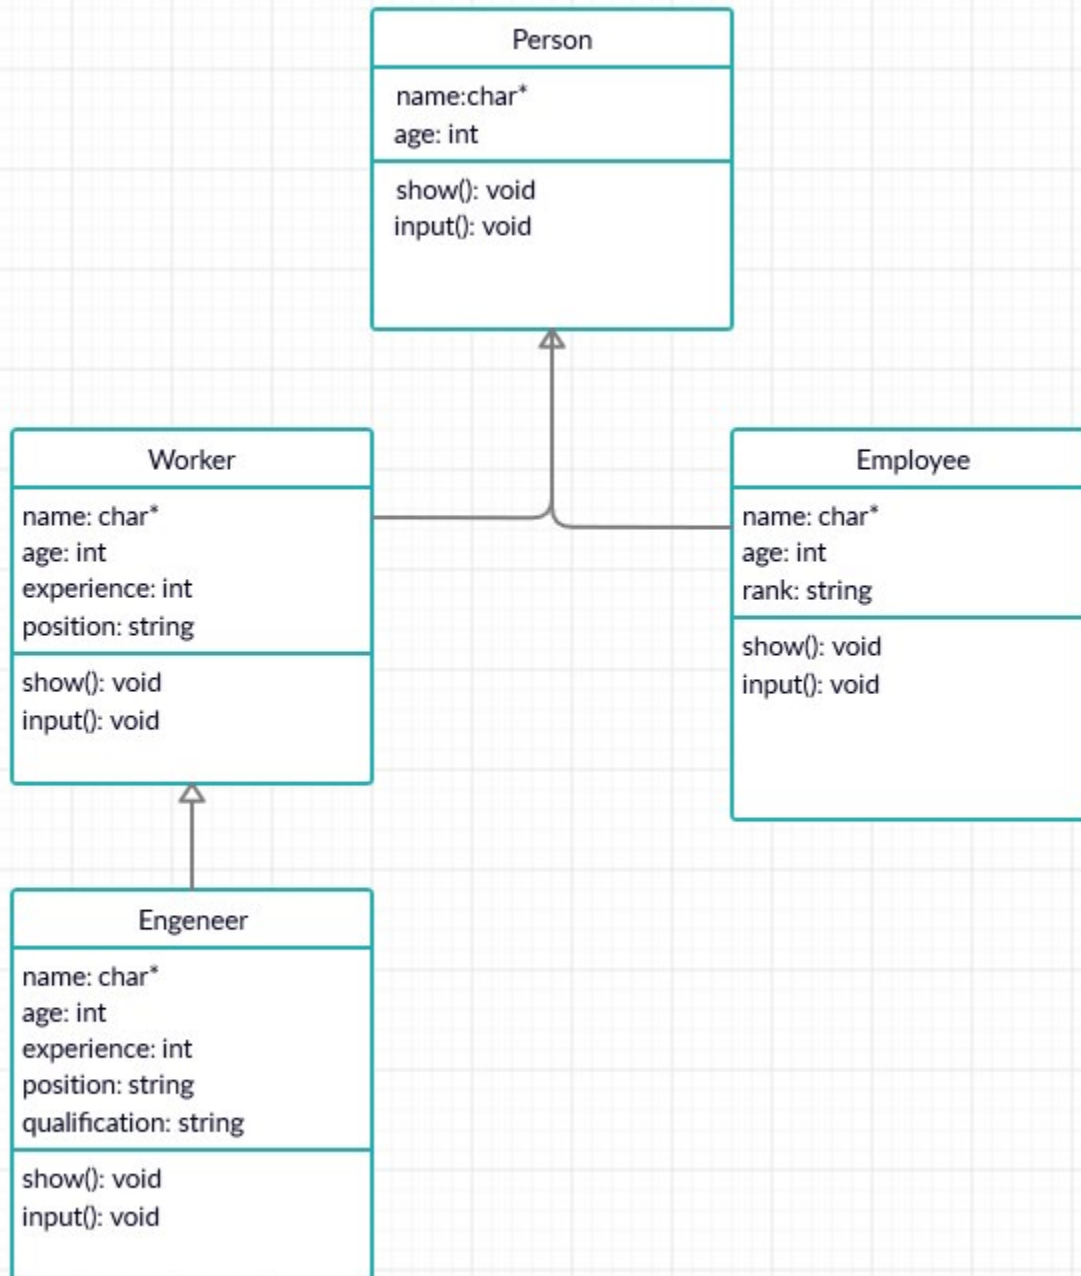 Person
name:char*
age: int
show(): void
input(): void
Worker
name: char*
age: int
experience: int
position: string
show(): void
input(): void
Employee
name: char*
age: int
rank: string
show(): void
input(): void
Engeneer
name: char*
age: int
experience: int
position: string
qualification: string
show(): void
input(): void